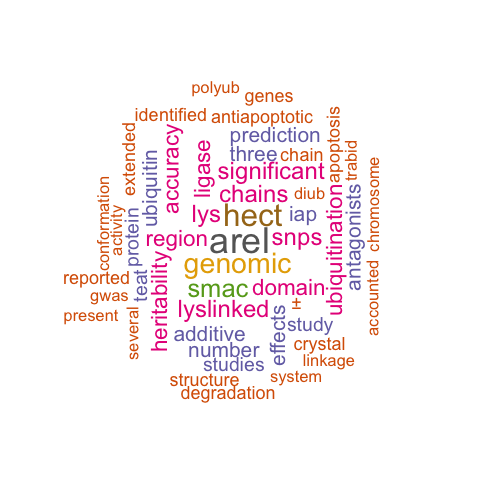 polyub
genes
identified
antiapoptotic
prediction
three
chain
significant
diub
chains
lys
hect
iap
region
arel
snps
genomic
smac
domain
lyslinked
±
additive
study
number
crystal
studies
linkage
structure
system
degradation
extended
accuracy
ligase
apoptosis
trabid
ubiquitin
conformation
activity
protein
teat
heritability
ubiquitination
antagonists
chromosome
accounted
reported
gwas
present
several
effects